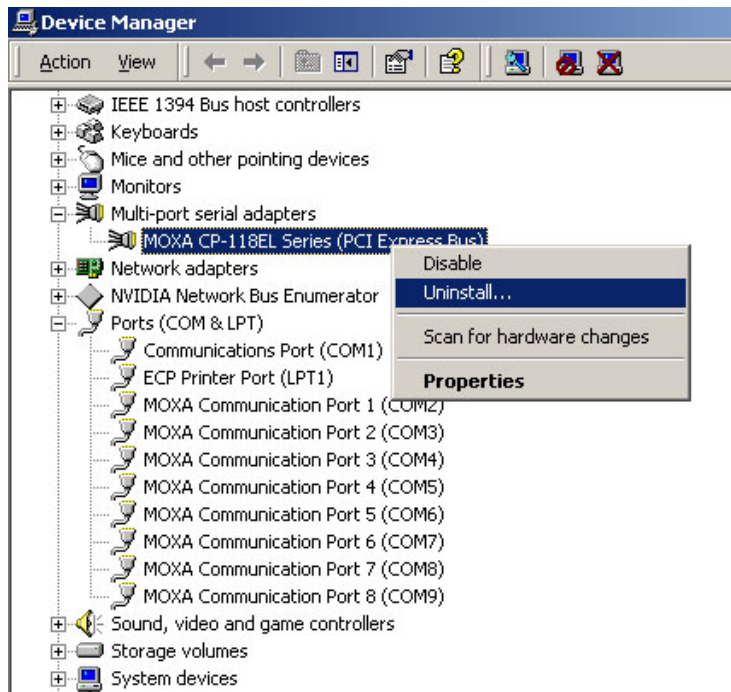 Device Manager
Action View
IEEE 1394 Bus host controllers
Keyboards
Mice and other pointing devices
Monitors
Multi-port serial adapters
MOXA CP-118EL Series (PCI Express Bus)
Disable
Network adapters
Uninstall...
NVIDIA Network Bus Enumerator
Ports (COM & LPT)
Scan for hardware changes
Communications Port (COM1)
ECP Printer Port (LPT1)
Properties
MOXA Communication Port 1 (COM2)
MOXA Communication Port 2 (COM3)
MOXA Communication Port 3 (COM4)
MOXA Communication Port 4 (COM5)
MOXA Communication Port 5 (COM6)
MOXA Communication Port 6 (COM7)
MOXA Communication Port 7 (COM8)
MOXA Communication Port 8 (COM9)
Sound, video and game controllers
Storage volumes
System devices